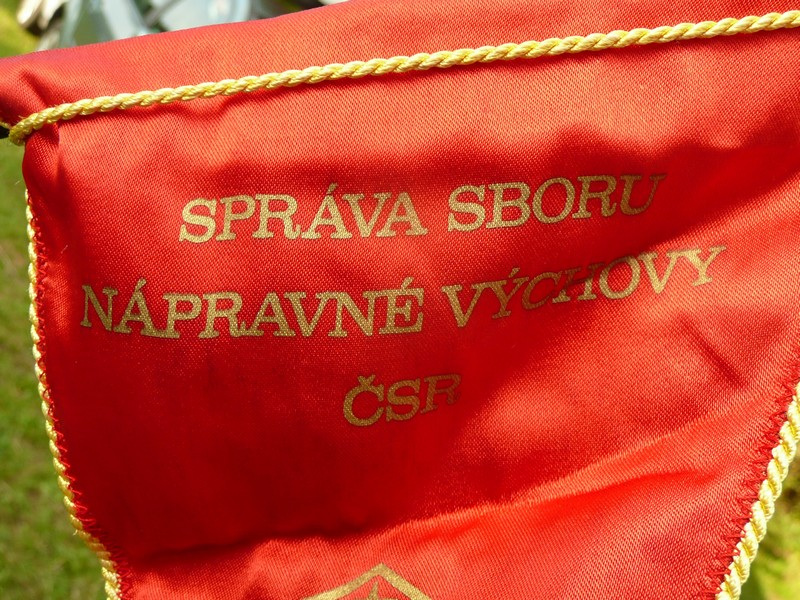 SPRÁVA SBORU
NÁPRAVNÉ VÝCHOVY
ČSR